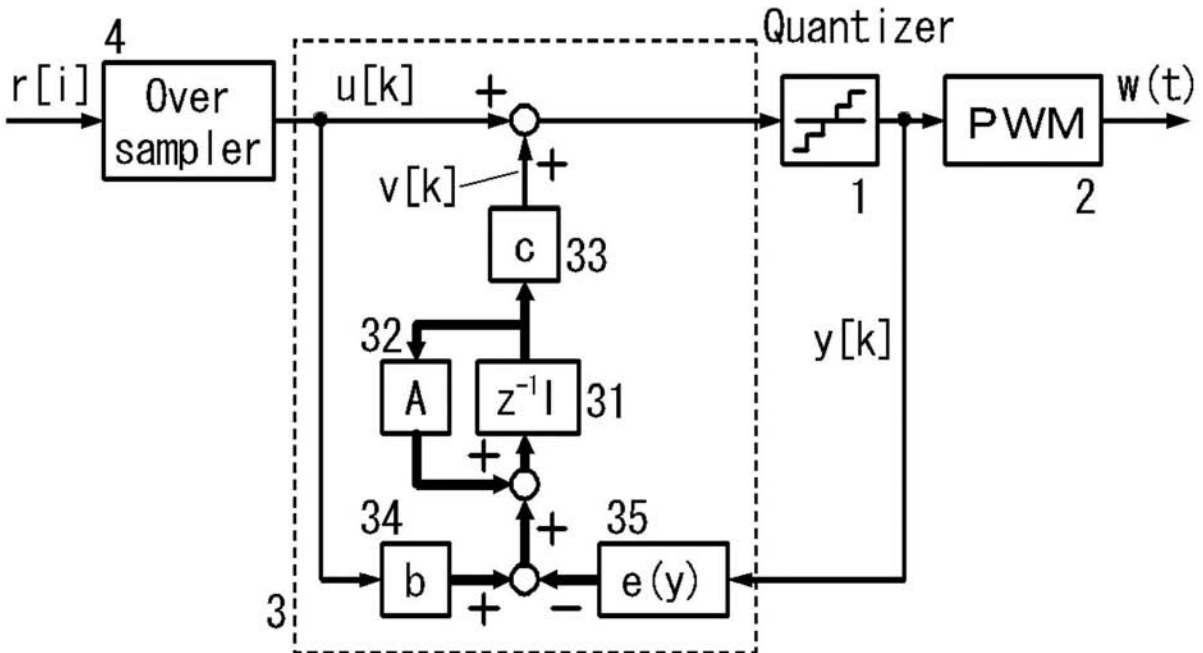 4
Quantizer
r[i]
Over
sampler
u[k]
+
PWM
w(t)
v[k]
+
1
2
c
33
32
A
z⁻¹I
31
y[k]
+
34
+
35
b
e(y)
3
+
−